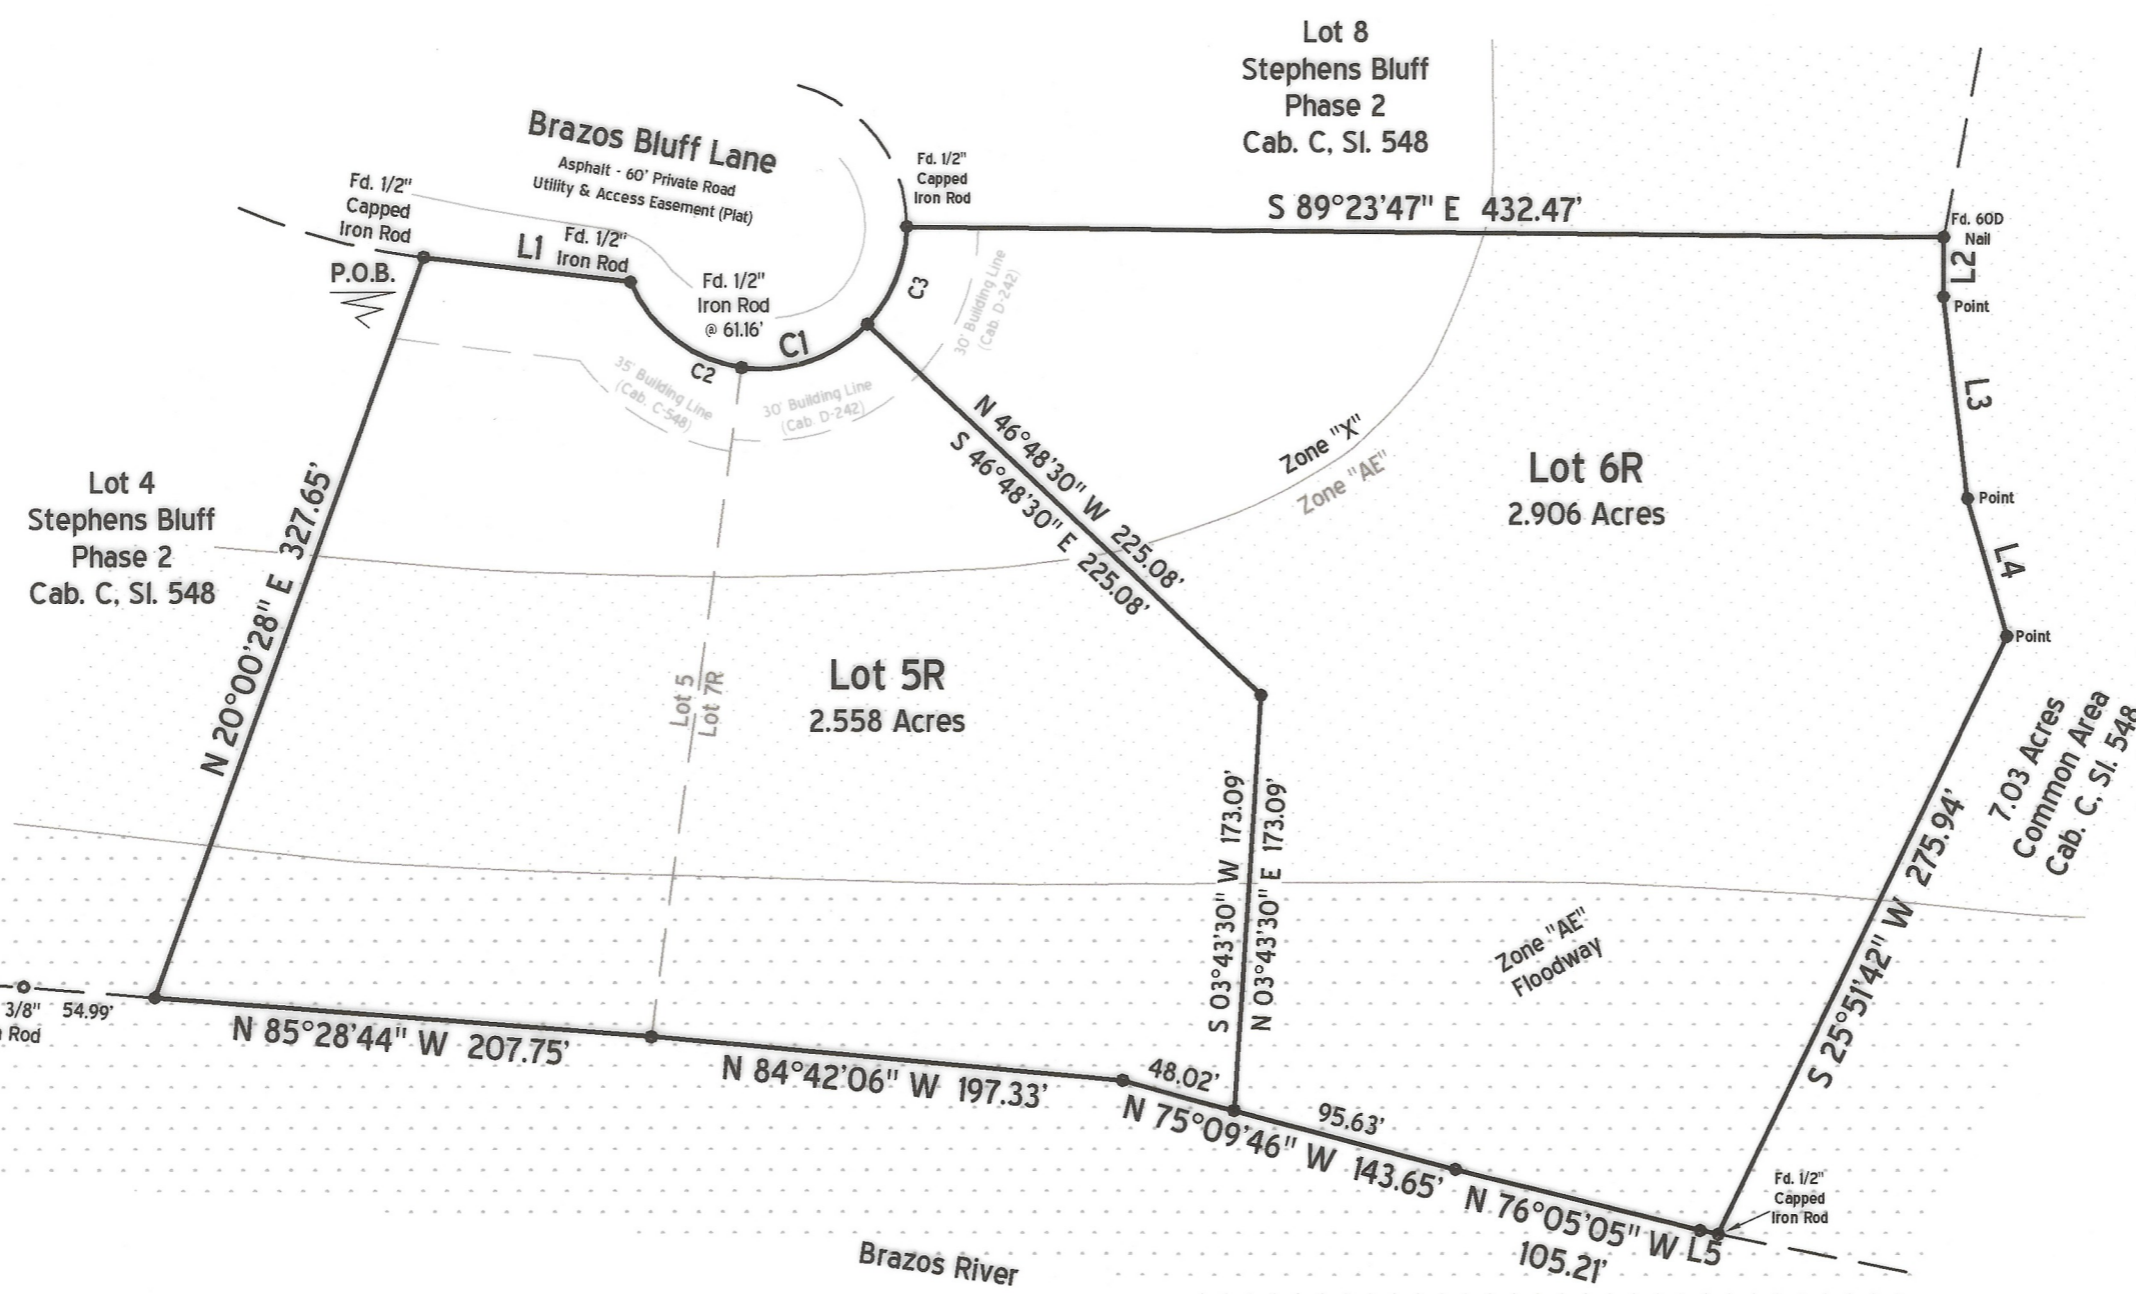 Lot 8
Stephens Bluff
Phase 2
Cab. C, Sl. 548
Brazos Bluff Lane
Asphalt - 60' Private Road
Utility & Access Easement (Plat)
Fd. 1/2"
Capped
Iron Rod
Fd. 1/2"
Capped
Iron Rod
S 89°23'47" E 432.47'
Fd. 60D
Nail
L1
Fd. 1/2"
Iron Rod
P.O.B.
Fd. 1/2"
Iron Rod
@ 61.16'
C1
C2
C3
L2
Point
30' Building Line
(Cab. D-242)
35' Building Line
(Cab. C-548)
30' Building Line
(Cab. D-242)
L3
Point
N 46°48'30" W 225.08'
S 46°48'30" E 225.08'
Zone "X"
Zone "AE"
Lot 6R
2.906 Acres
Lot 4
Stephens Bluff
Phase 2
Cab. C, Sl. 548
N 20°00'28" E 327.65'
L4
Point
Lot 5
Lot 7R
Lot 5R
2.558 Acres
7.03 Acres
Common Area
Cab. C, Sl. 548
S 03°43'30" W 173.09'
N 03°43'30" E 173.09'
S 25°51'42" W 275.94'
Zone "AE"
Floodway
3/8" 54.99'
Rod
N 85°28'44" W 207.75'
N 84°42'06" W 197.33'
48.02'
95.63'
N 75°09'46" W 143.65'
N 76°05'05" W
105.21'
L5
Fd. 1/2"
Capped
Iron Rod
Brazos River